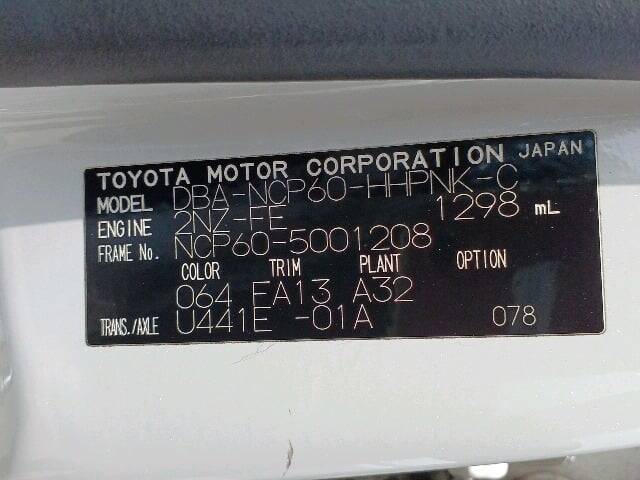 TOYOTA MOTOR CORPORATION JAPAN
MODEL DBA-NCP60-HHPNK-C
ENGINE 2NZ-FE 1298 mL
FRAME No. NCP60-5001208
COLOR TRIM PLANT OPTION
064 EA13 A32
TRANS./AXLE U441E -01A 078